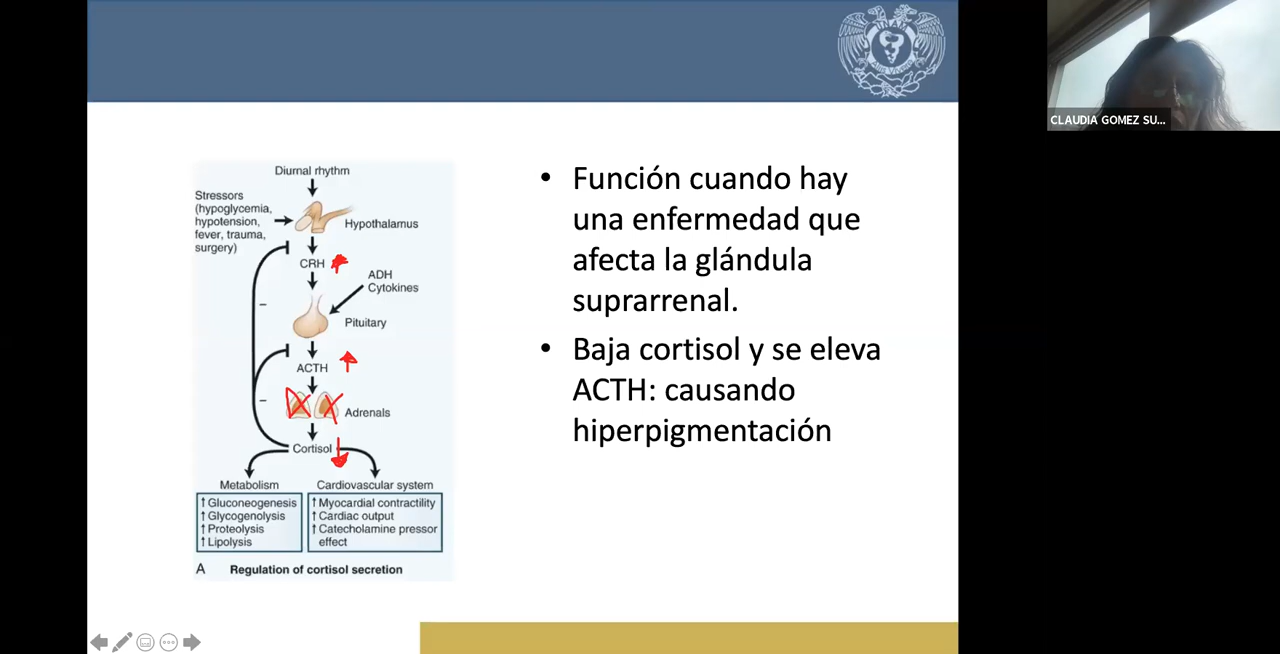 CLAUDIA GOMEZ SU...
Diurnal rhythm
Stressors
(hypoglycemia,
hypotension,
fever, trauma,
surgery)
Hypothalamus
CRH
ADH
Cytokines
–
Pituitary
ACTH
–
Adrenals
Cortisol
Metabolism
↑ Gluconeogenesis
↑ Glycogenolysis
↑ Proteolysis
↑ Lipolysis
Cardiovascular system
↑ Myocardial contractility
↑ Cardiac output
↑ Catecholamine pressor
effect
A Regulation of cortisol secretion
• Función cuando hay
una enfermedad que
afecta la glándula
suprarrenal.
• Baja cortisol y se eleva
ACTH: causando
hiperpigmentación